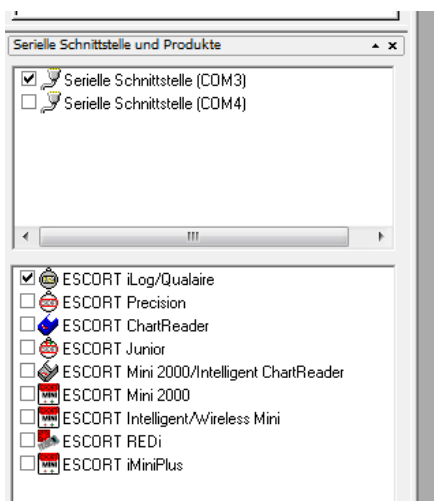 Serielle Schnittstelle und Produkte
Serielle Schnittstelle (COM3)
Serielle Schnittstelle (COM4)
ESCORT iLog/Qualaire
ESCORT Precision
ESCORT ChartReader
ESCORT Junior
ESCORT Mini 2000/Intelligent ChartReader
ESCORT Mini 2000
ESCORT Intelligent/Wireless Mini
ESCORT REDi
ESCORT iMiniPlus